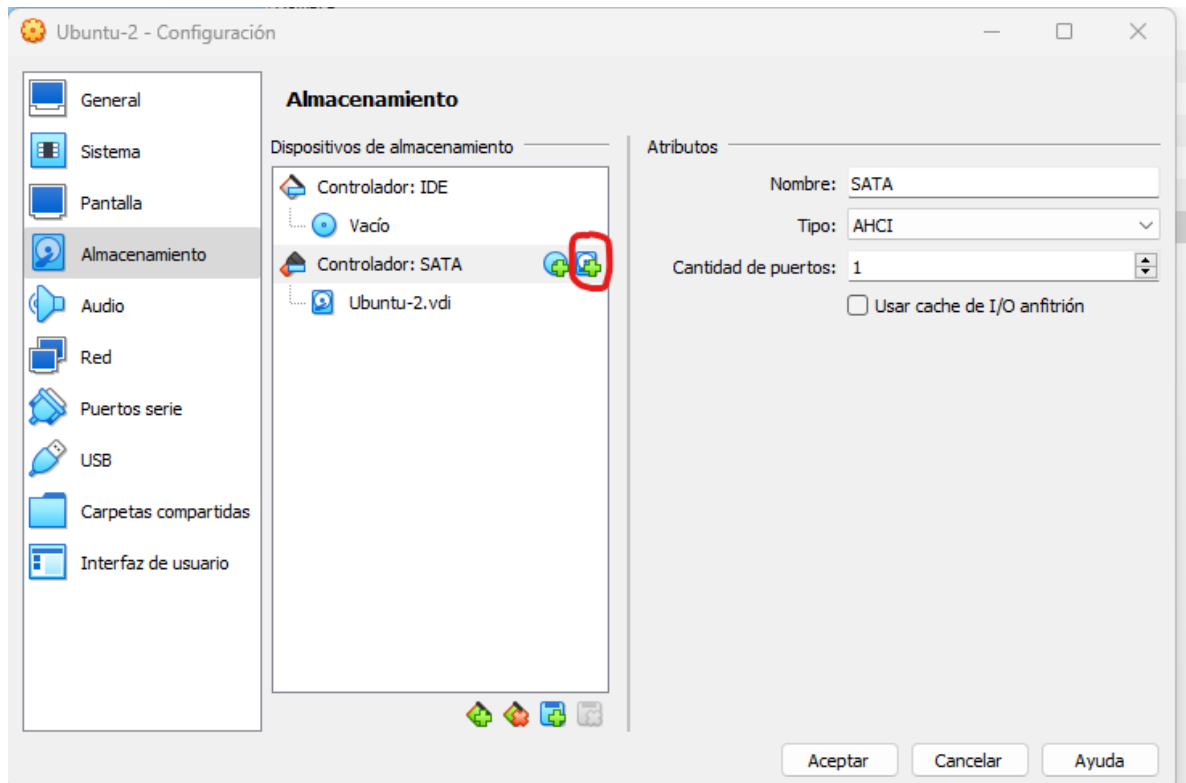 Ubuntu-2 - Configuración
General
Sistema
Pantalla
Almacenamiento
Audio
Red
Puertos serie
USB
Carpetas compartidas
Interfaz de usuario
Almacenamiento
Dispositivos de almacenamiento
Controlador: IDE
Vacío
Controlador: SATA
Ubuntu-2.vdi
Atributos
Nombre: SATA
Tipo: AHCI
Cantidad de puertos: 1
Usar cache de I/O anfitrión
Aceptar Cancelar Ayuda